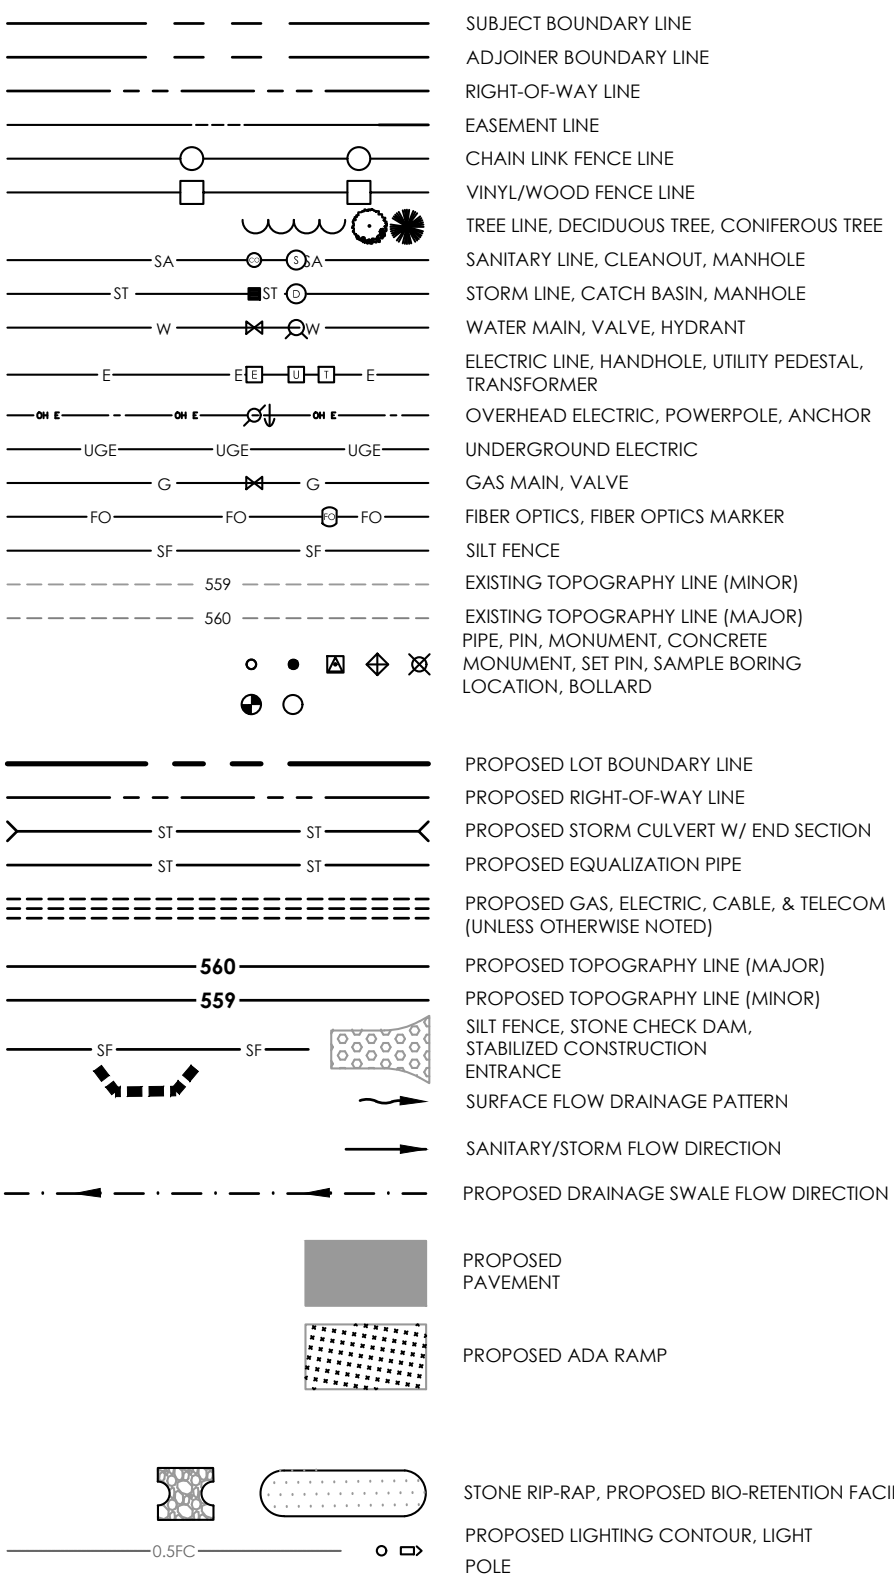 SUBJECT BOUNDARY LINE
ADJOINER BOUNDARY LINE
RIGHT-OF-WAY LINE
EASEMENT LINE
CHAIN LINK FENCE LINE
VINYL/WOOD FENCE LINE
TREE LINE, DECIDUOUS TREE, CONIFEROUS TREE
SA CO S SA SANITARY LINE, CLEANOUT, MANHOLE
ST ST D STORM LINE, CATCH BASIN, MANHOLE
W W WATER MAIN, VALVE, HYDRANT
E E E U T E ELECTRIC LINE, HANDHOLE, UTILITY PEDESTAL,
TRANSFORMER
OH E OH E OH E OVERHEAD ELECTRIC, POWERPOLE, ANCHOR
UGE UGE UGE UNDERGROUND ELECTRIC
G G GAS MAIN, VALVE
FO FO FO FO FIBER OPTICS, FIBER OPTICS MARKER
SF SF SILT FENCE
559 EXISTING TOPOGRAPHY LINE (MINOR)
560 EXISTING TOPOGRAPHY LINE (MAJOR)
PIPE, PIN, MONUMENT, CONCRETE
MONUMENT, SET PIN, SAMPLE BORING
LOCATION, BOLLARD
PROPOSED LOT BOUNDARY LINE
PROPOSED RIGHT-OF-WAY LINE
ST ST PROPOSED STORM CULVERT W/ END SECTION
ST ST PROPOSED EQUALIZATION PIPE
PROPOSED GAS, ELECTRIC, CABLE, & TELECOM
(UNLESS OTHERWISE NOTED)
560 PROPOSED TOPOGRAPHY LINE (MAJOR)
559 PROPOSED TOPOGRAPHY LINE (MINOR)
SILT FENCE, STONE CHECK DAM,
SF SF STABILIZED CONSTRUCTION
ENTRANCE
SURFACE FLOW DRAINAGE PATTERN
SANITARY/STORM FLOW DIRECTION
PROPOSED DRAINAGE SWALE FLOW DIRECTION
PROPOSED
PAVEMENT
PROPOSED ADA RAMP
STONE RIP-RAP, PROPOSED BIO-RETENTION FACI
PROPOSED LIGHTING CONTOUR, LIGHT
0.5FC
POLE